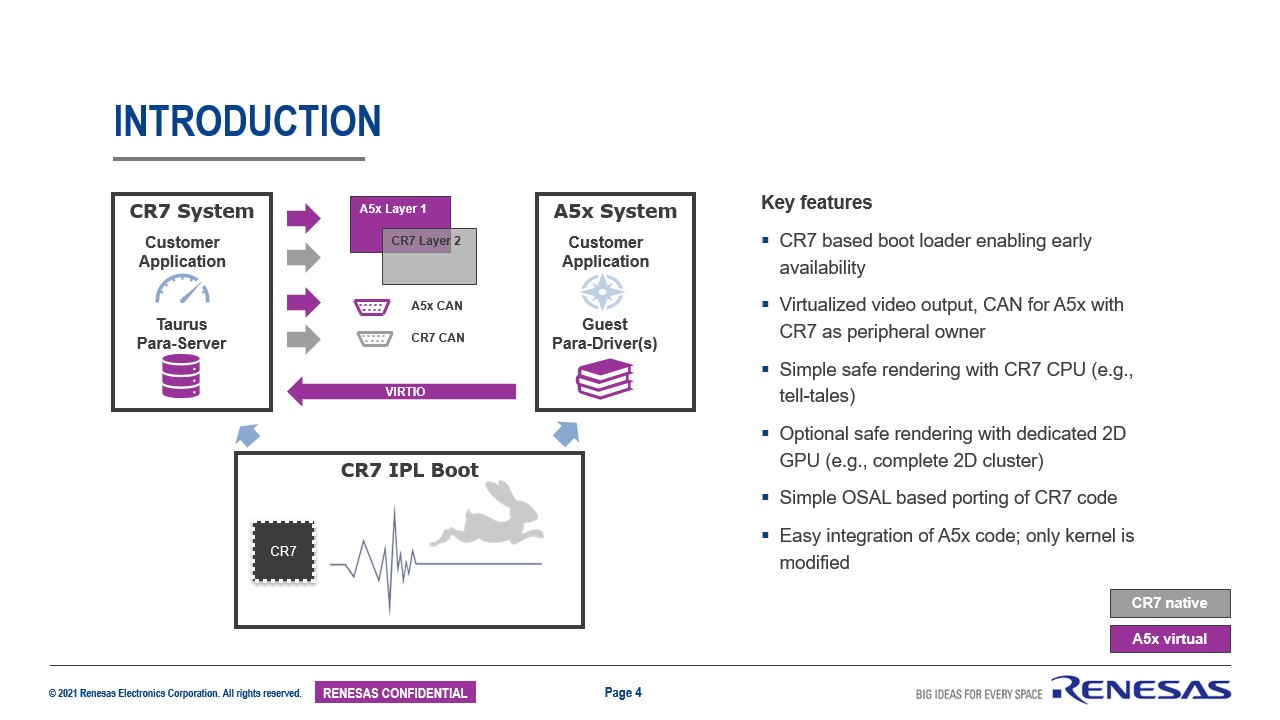 INTRODUCTION
CR7 System
Customer
Application
Taurus
Para-Server
A5x Layer 1
CR7 Layer 2
A5x CAN
CR7 CAN
VIRTIO
A5x System
Customer
Application
Guest
Para-Driver(s)
CR7 IPL Boot
CR7
Key features
▪ CR7 based boot loader enabling early
availability
▪ Virtualized video output, CAN for A5x with
CR7 as peripheral owner
▪ Simple safe rendering with CR7 CPU (e.g.,
tell-tales)
▪ Optional safe rendering with dedicated 2D
GPU (e.g., complete 2D cluster)
▪ Simple OSAL based porting of CR7 code
▪ Easy integration of A5x code; only kernel is
modified
CR7 native
A5x virtual
© 2021 Renesas Electronics Corporation. All rights reserved.
RENESAS CONFIDENTIAL
Page 4
BIG IDEAS FOR EVERY SPACE
RENESAS